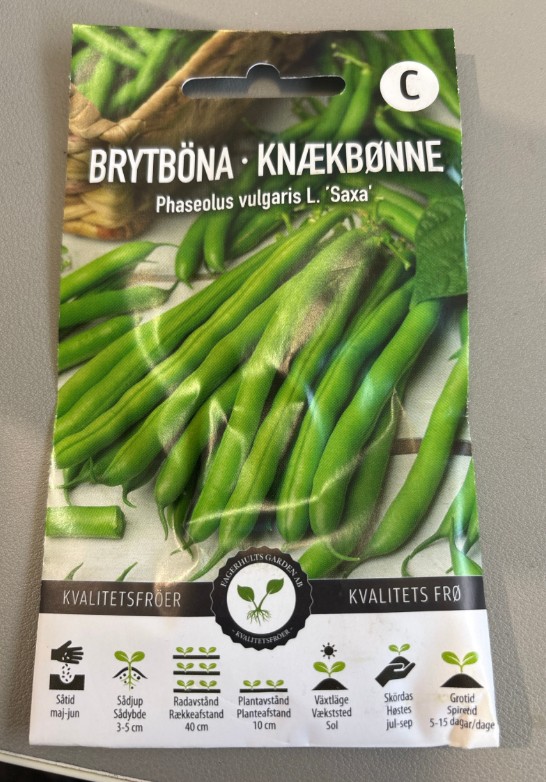 C
BRYTBÖNA · KNÆKBØNNE
Phaseolus vulgaris L. ’Saxa’
KVALITETSFRÖER
FAGERHULTS GARDEN AB
- KVALITETSFRÖER -
KVALITETS FRØ
Såtid
maj-jun
Sådjup
Sådybde
3-5 cm
Radavstånd
Rækkeafstand
40 cm
Plantavstånd
Planteafstand
10 cm
Växtläge
Vækststed
Sol
Skördas
Høstes
jul-sep
Grotid
Spirend
5-15 dagar/dage